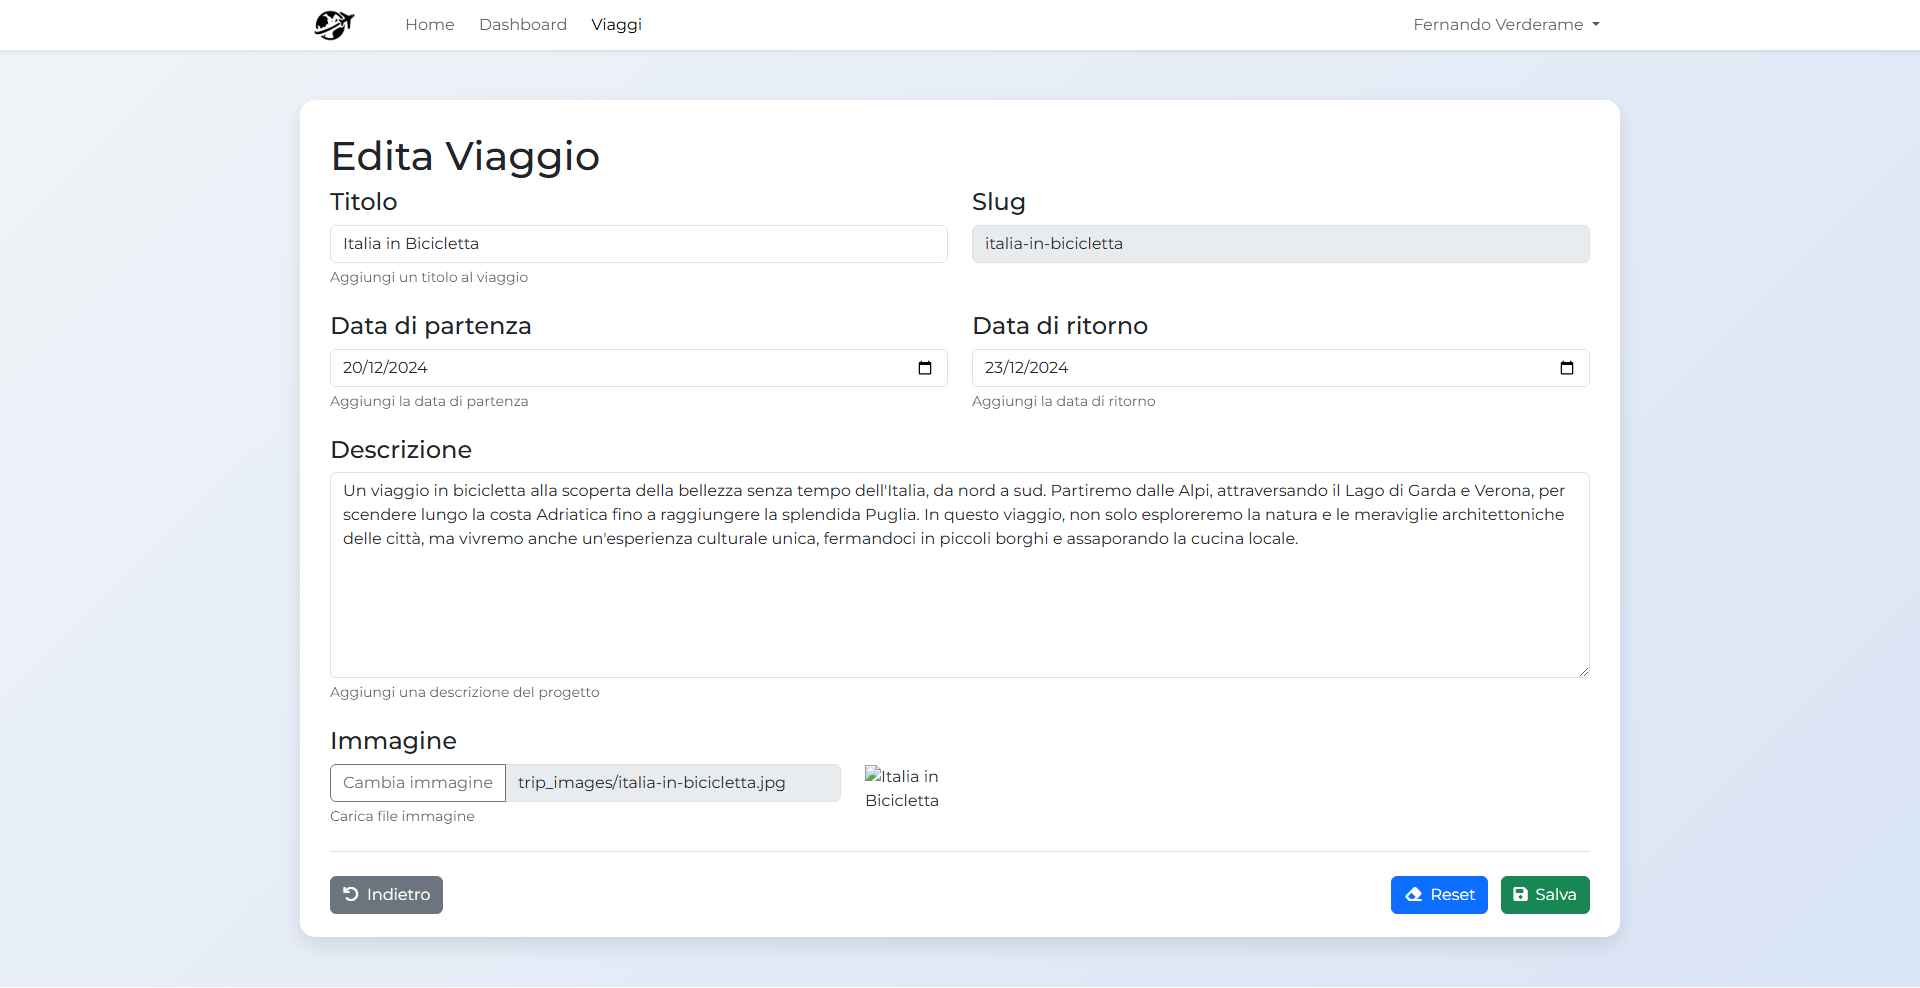 Home Dashboard Viaggi Fernando Verderame
Edita Viaggio
Titolo Slug
Italia in Bicicletta italia-in-bicicletta
Aggiungi un titolo al viaggio
Data di partenza Data di ritorno
20/12/2024 23/12/2024
Aggiungi la data di partenza Aggiungi la data di ritorno
Descrizione
Un viaggio in bicicletta alla scoperta della bellezza senza tempo dell'Italia, da nord a sud. Partiremo dalle Alpi, attraversando il Lago di Garda e Verona, per
scendere lungo la costa Adriatica fino a raggiungere la splendida Puglia. In questo viaggio, non solo esploreremo la natura e le meraviglie architettoniche
delle città, ma vivremo anche un'esperienza culturale unica, fermandoci in piccoli borghi e assaporando la cucina locale.
Aggiungi una descrizione del progetto
Immagine
Cambia immagine trip_images/italia-in-bicicletta.jpg Italia in
Bicicletta
Carica file immagine
Indietro Reset Salva